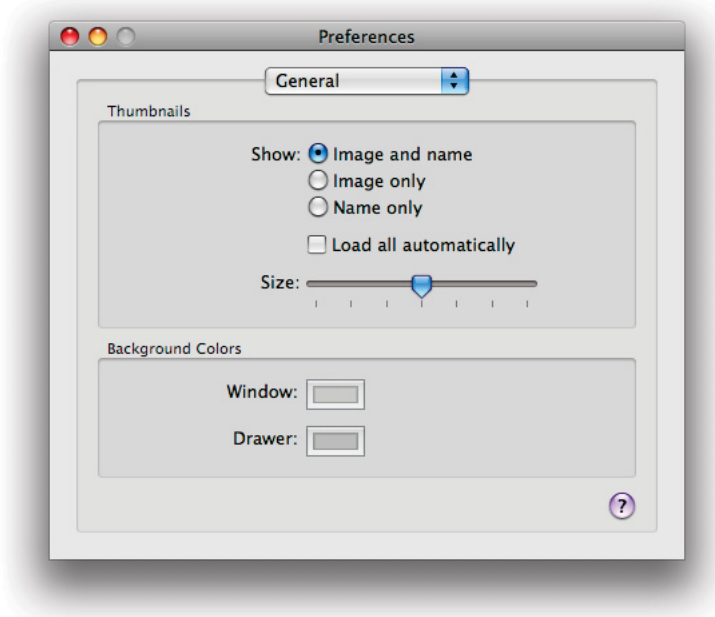 Preferences
General
Thumbnails
Show: Image and name
Image only
Name only
Load all automatically
Size:
Background Colors
Window:
Drawer:
?